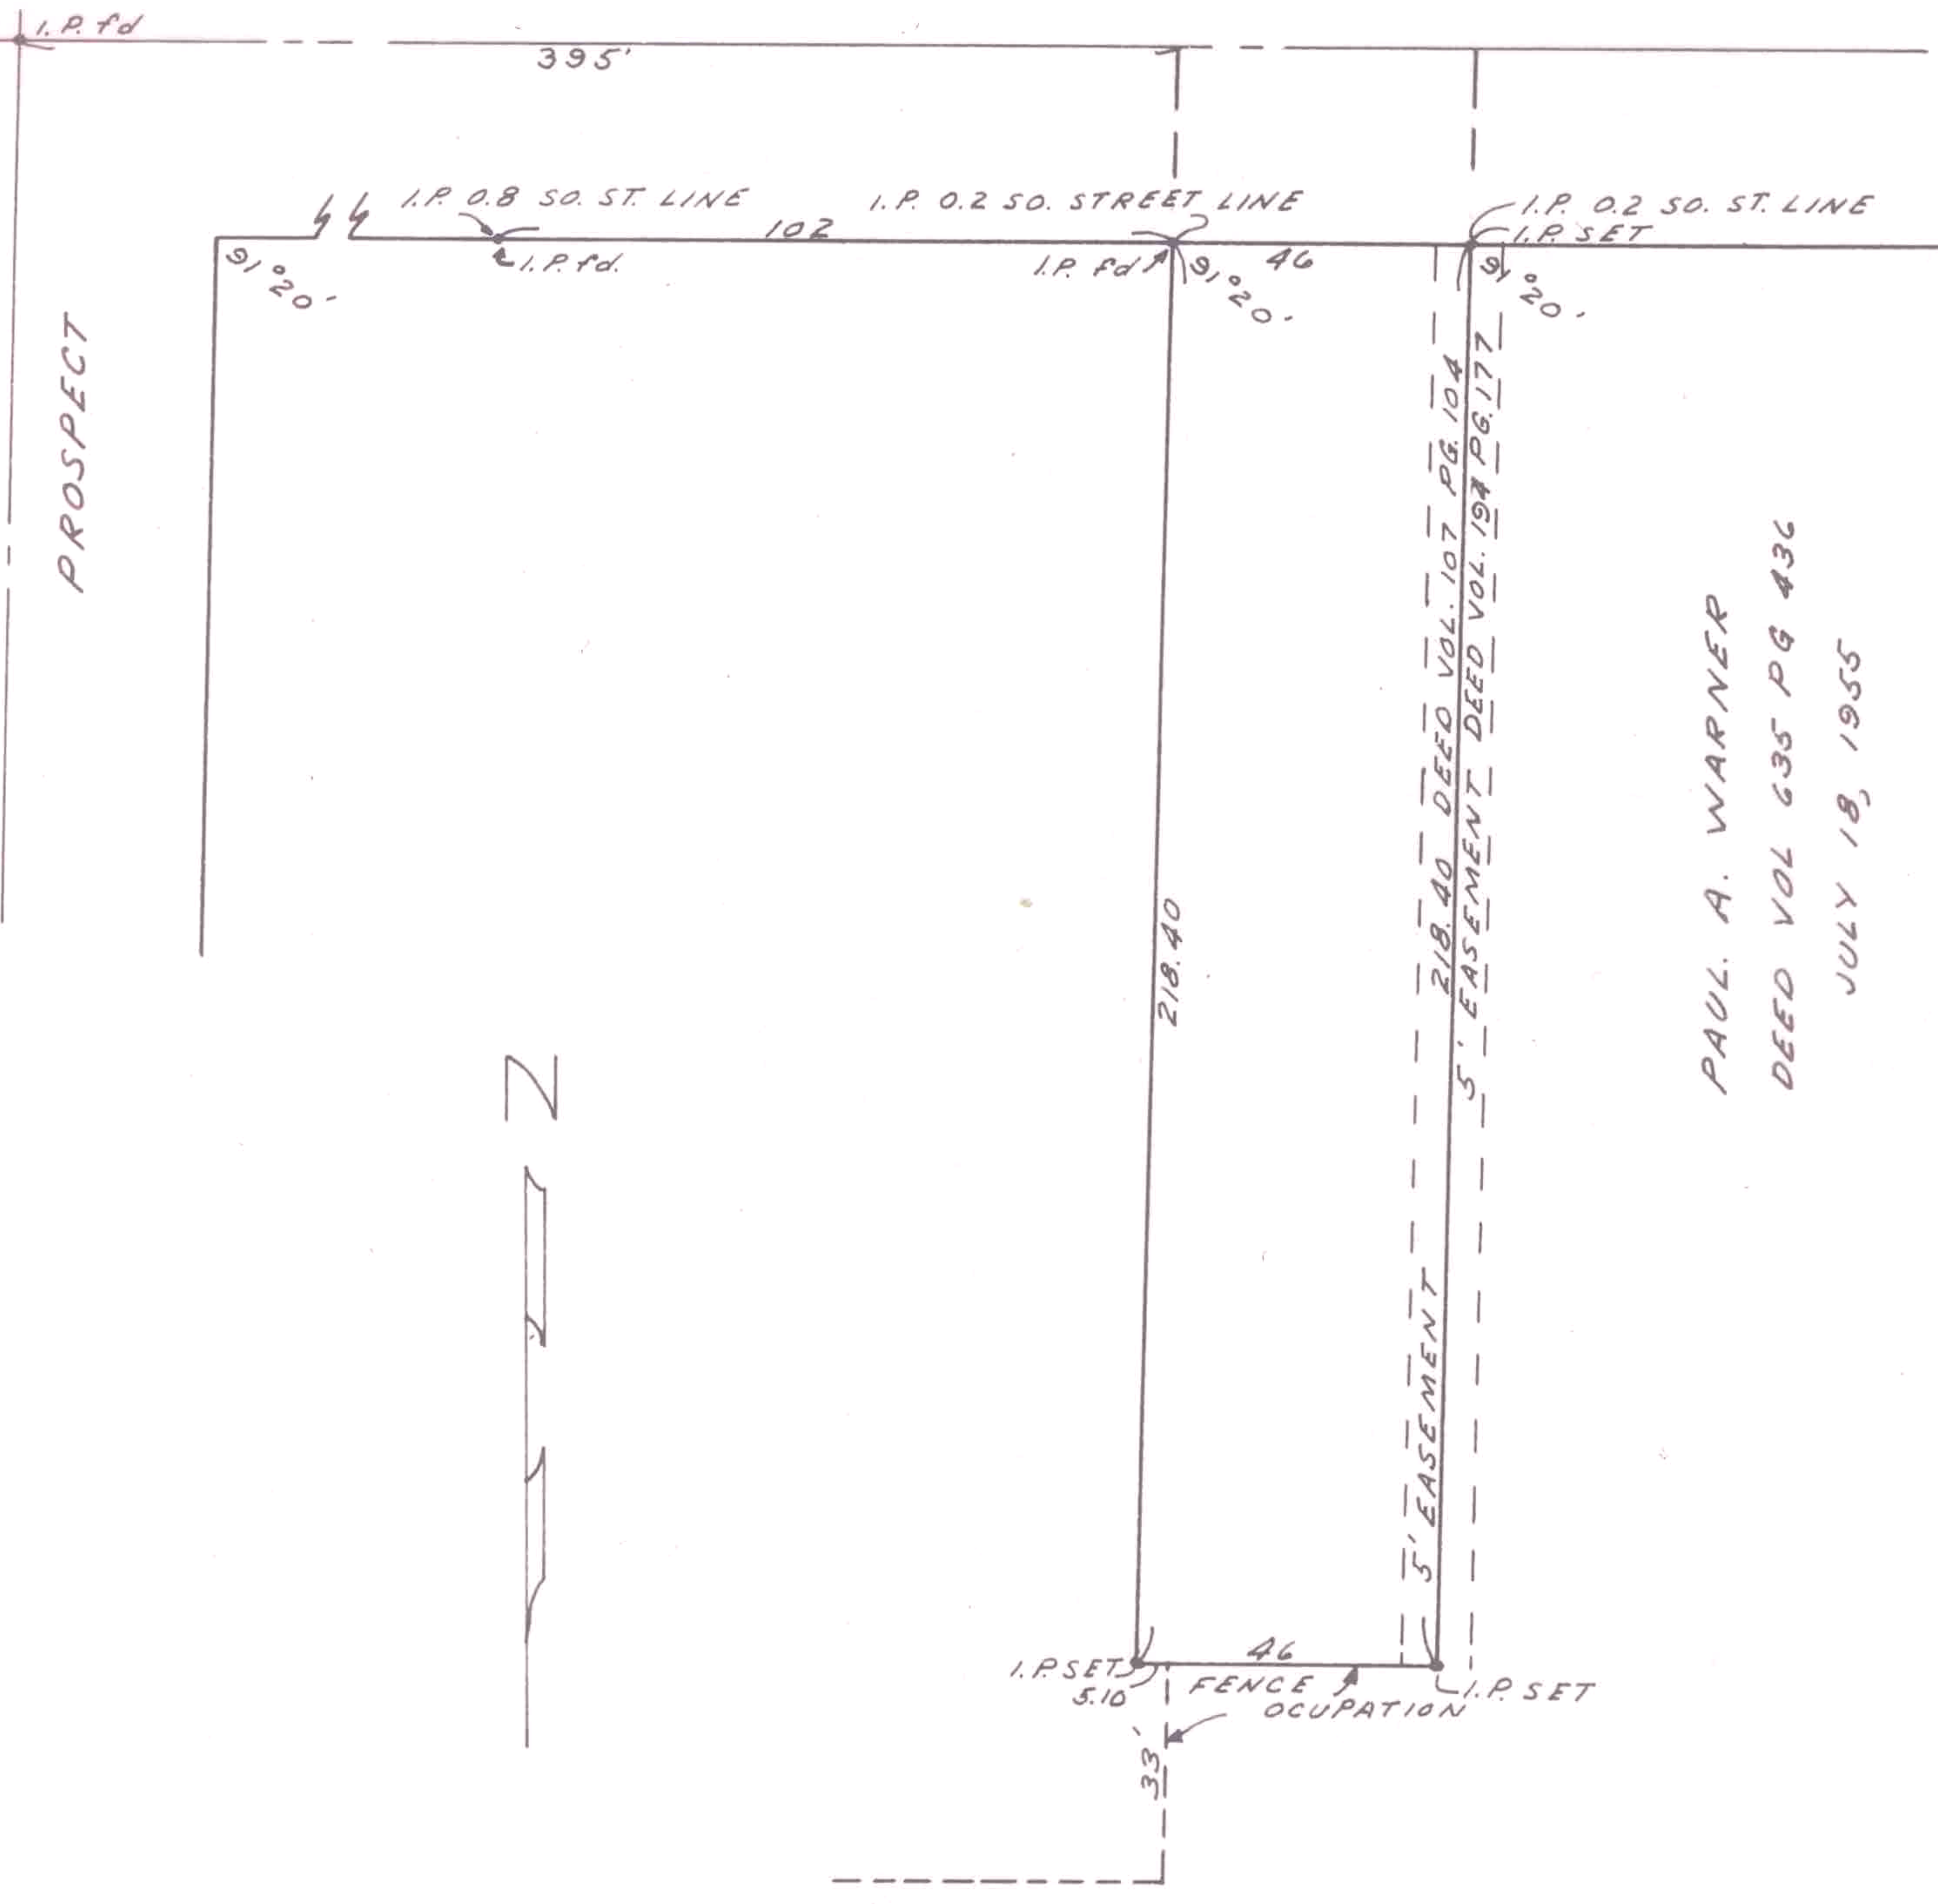 I.P. fd
395'
I.P. 0.8 SO. ST. LINE
I.P. 0.2 SO. STREET LINE
I.P. 0.2 SO. ST. LINE
I.P. SET
102
46
I.P. fd.
I.P. fd
91°20'
91°20'
91°20'
PROSPECT
218.40
218.40 DEED VOL. 107 PG. 104
5' EASEMENT DEED VOL. 194 PG. 177
5' EASEMENT
PAUL. A. WARNER
DEED VOL 635 PG 436
JULY 18, 1955
N
46
I.P. SET
5.10
FENCE
OCUPATION
I.P. SET
33'